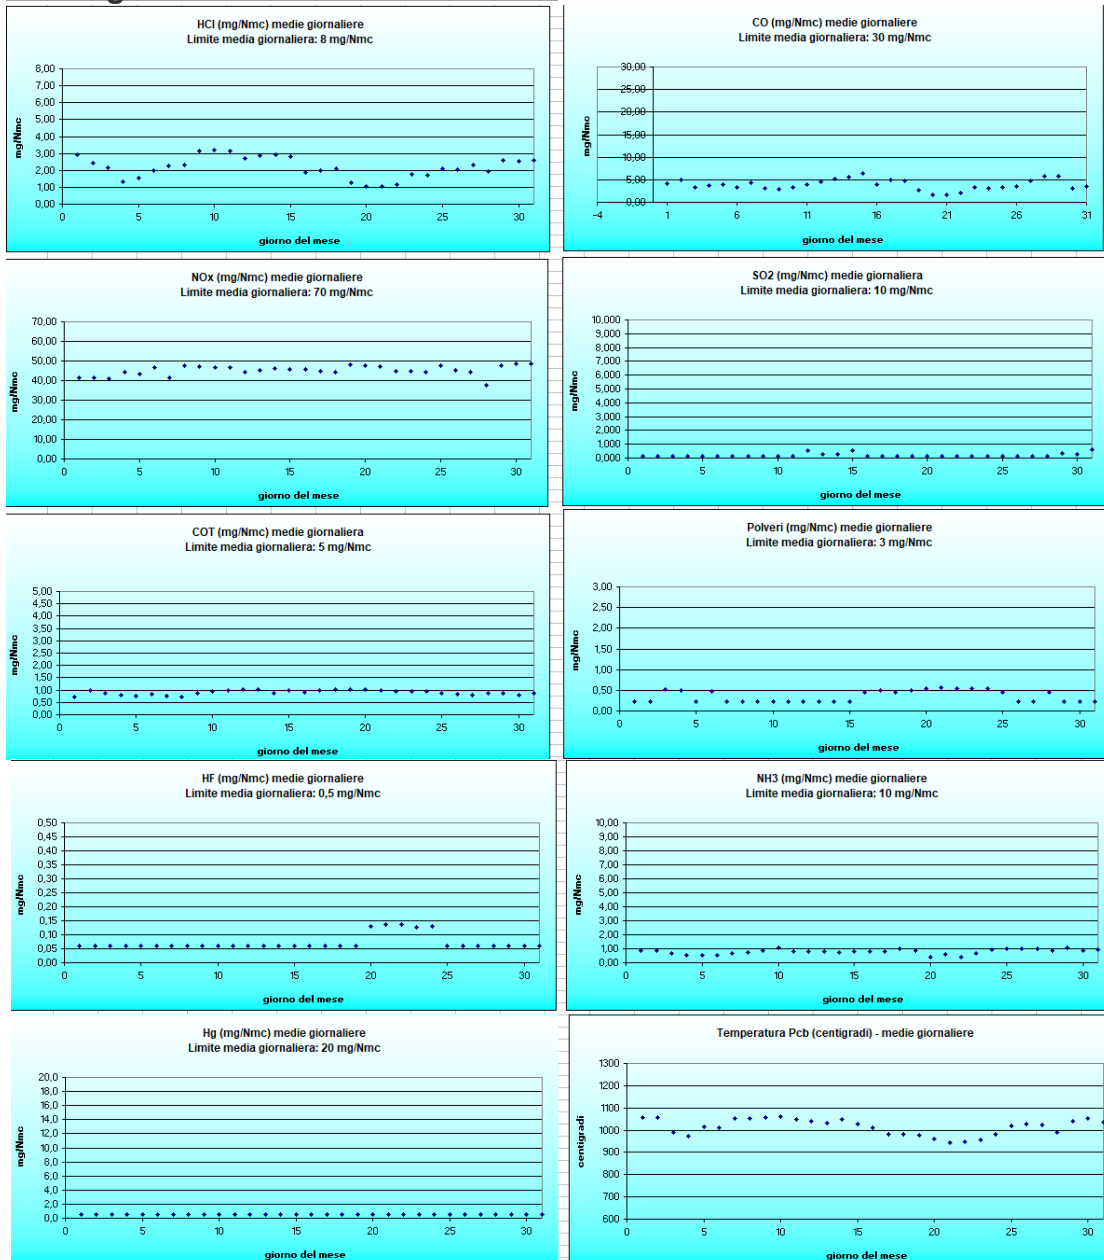 HCl (mg/Nmc) medie giornaliere
Limite media giornaliera: 8 mg/Nmc
8,00
7,00
6,00
5,00
4,00
3,00
2,00
1,00
0,00
mg/Nmc
0 5 10 15 20 25 30
giorno del mese
CO (mg/Nmc) medie giornaliere
Limite media giornaliera: 30 mg/Nmc
30,00
25,00
20,00
15,00
10,00
5,00
0,00
mg/Nmc
-4 1 6 11 16 21 26 31
giorno del mese
NOx (mg/Nmc) medie giornaliere
Limite media giornaliera: 70 mg/Nmc
70,00
60,00
50,00
40,00
30,00
20,00
10,00
0,00
mg/Nmc
0 5 10 15 20 25 30
giorno del mese
SO2 (mg/Nmc) medie giornaliera
Limite media giornaliera: 10 mg/Nmc
10,000
9,000
8,000
7,000
6,000
5,000
4,000
3,000
2,000
1,000
0,000
mg/Nmc
0 5 10 15 20 25 30
giorno del mese
COT (mg/Nmc) medie giornaliera
Limite media giornaliera: 5 mg/Nmc
5,00
4,50
4,00
3,50
3,00
2,50
2,00
1,50
1,00
0,50
0,00
mg/Nmc
0 5 10 15 20 25 30
giorno del mese
Polveri (mg/Nmc) medie giornaliere
Limite media giornaliera: 3 mg/Nmc
3,00
2,50
2,00
1,50
1,00
0,50
0,00
mg/Nmc
0 5 10 15 20 25 30
giorno del mese
HF (mg/Nmc) medie giornaliere
Limite media giornaliera: 0,5 mg/Nmc
0,50
0,45
0,40
0,35
0,30
0,25
0,20
0,15
0,10
0,05
0,00
mg/Nmc
0 5 10 15 20 25 30
giorno del mese
NH3 (mg/Nmc) medie giornaliere
Limite media giornaliera: 10 mg/Nmc
10,00
9,00
8,00
7,00
6,00
5,00
4,00
3,00
2,00
1,00
0,00
mg/Nmc
0 5 10 15 20 25 30
giorno del mese
Hg (mg/Nmc) medie giornaliere
Limite media giornaliera: 20 mg/Nmc
20,0
18,0
16,0
14,0
12,0
10,0
8,0
6,0
4,0
2,0
0,0
mg/Nmc
0 5 10 15 20 25 30
giorno del mese
Temperatura Pcb (centigradi) - medie giornaliere
1300
1200
1100
1000
900
800
700
600
centigradi
5 10 15 20 25 30
giorno del mese